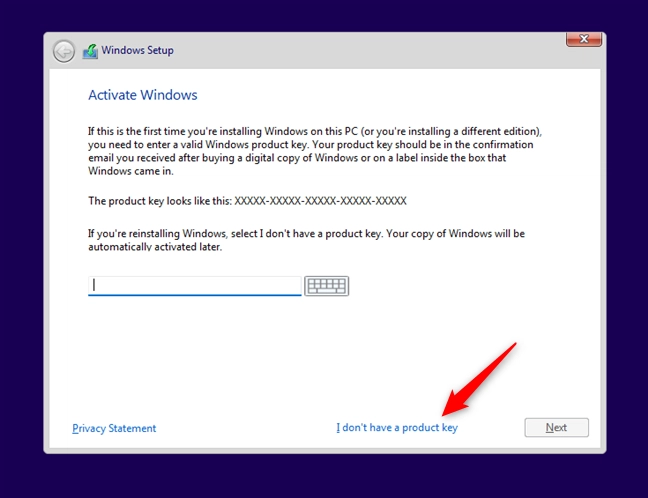 Windows Setup
Activate Windows
If this is the first time you're installing Windows on this PC (or you're installing a different edition),
you need to enter a valid Windows product key. Your product key should be in the confirmation
email you received after buying a digital copy of Windows or on a label inside the box that
Windows came in.
The product key looks like this: XXXXX-XXXXX-XXXXX-XXXXX-XXXXX
If you're reinstalling Windows, select I don't have a product key. Your copy of Windows will be
automatically activated later.
Privacy Statement
I don't have a product key
Next